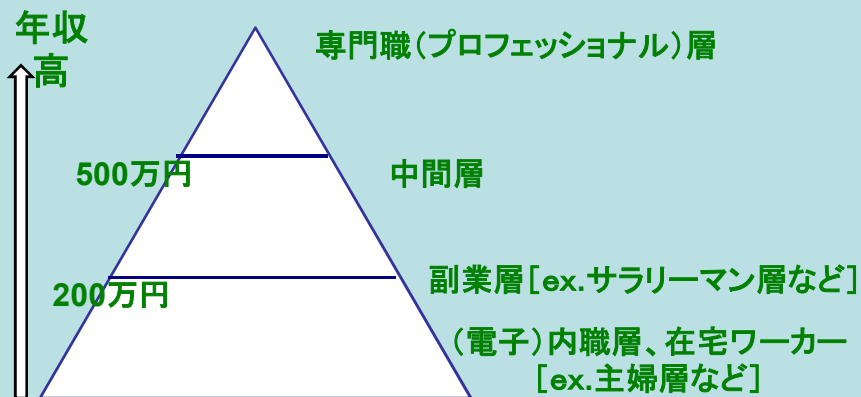 年収
高
専門職（プロフェッショナル）層
500万円
中間層
200万円
副業層［ex.サラリーマン層など］
（電子）内職層、在宅ワーカー
［ex.主婦層など］